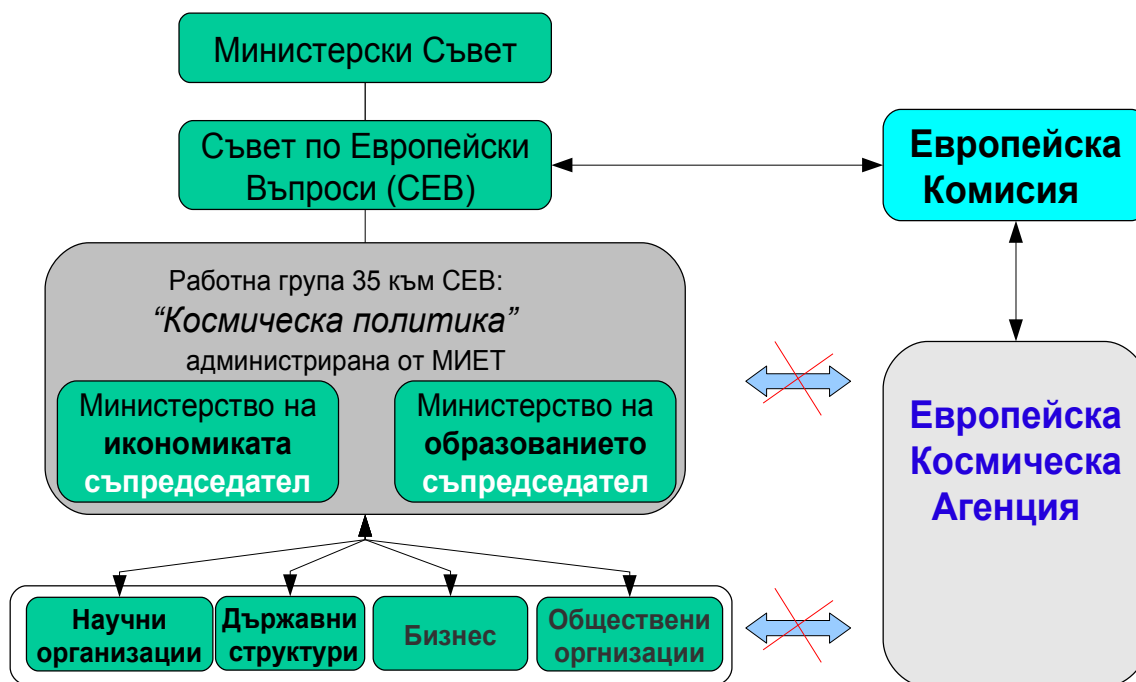 Министерски Съвет
Съвет по Европейски
Въпроси (СЕВ)
Европейска
Комисия
Работна група 35 към СЕВ:
“Космическа политика”
администрирана от МИЕТ
Министерство на
икономиката
съпредседател
Министерство на
образованието
съпредседател
Европейска
Космическа
Агенция
Научни
организации
Държавни
структури
Бизнес
Обществени
оргнизации